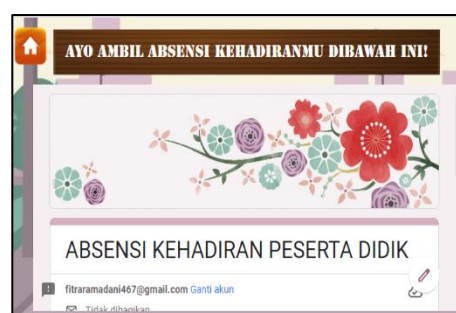 AYO AMBIL ABSENSI KEHADIRANMU DIBAWAH INI!
ABSENSI KEHADIRAN PESERTA DIDIK
fitraramadani467@gmail.com Ganti akun
Tidak dibagikan